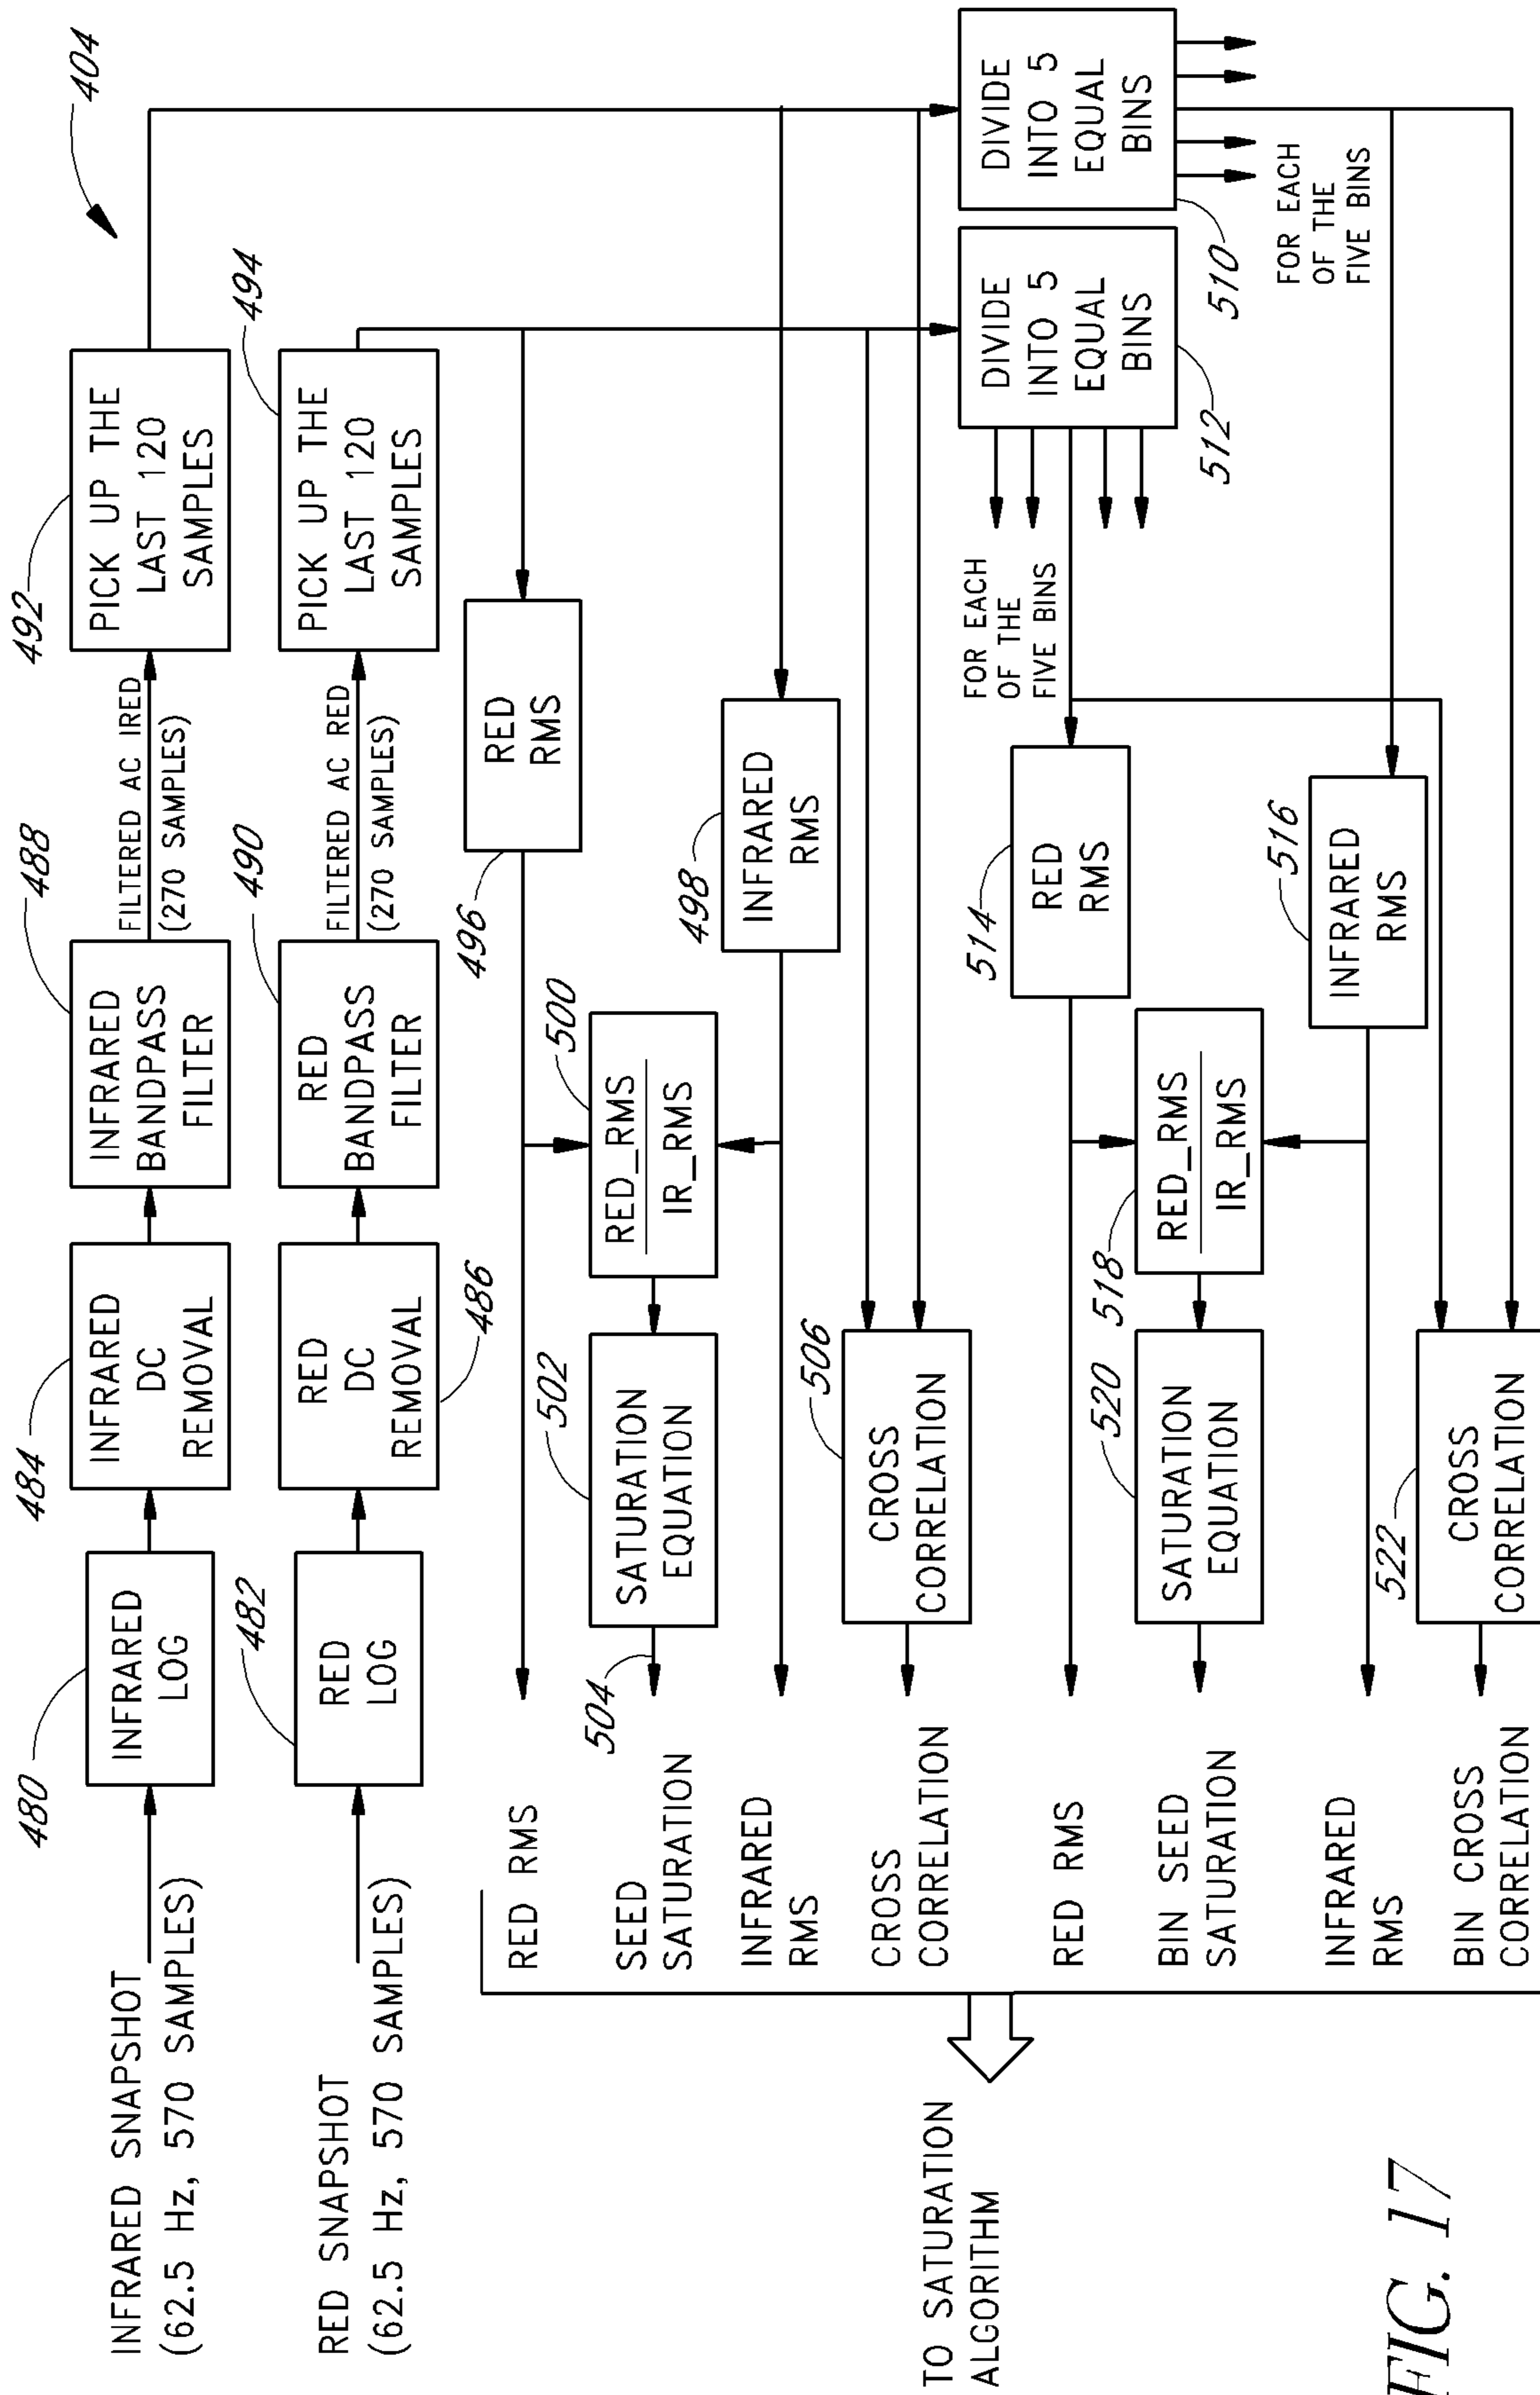 404
INFRARED SNAPSHOT
(62.5 Hz, 570 SAMPLES)
480
INFRARED
LOG
484
INFRARED
DC
REMOVAL
488
INFRARED
BANDPASS
FILTER
FILTERED AC IRED
(270 SAMPLES)
492
PICK UP THE
LAST 120
SAMPLES
RED SNAPSHOT
(62.5 Hz, 570 SAMPLES)
482
RED
LOG
486
RED
DC
REMOVAL
490
RED
BANDPASS
FILTER
FILTERED AC RED
(270 SAMPLES)
494
PICK UP THE
LAST 120
SAMPLES
RED RMS
496
RED
RMS
SEED
SATURATION
504
502
SATURATION
EQUATION
500
RED_RMS
IR_RMS
INFRARED
RMS
498
INFRARED
RMS
CROSS
CORRELATION
506
CROSS
CORRELATION
DIVIDE
INTO 5
EQUAL
BINS
512
DIVIDE
INTO 5
EQUAL
BINS
510
FOR EACH
OF THE
FIVE BINS
FOR EACH
OF THE
FIVE BINS
RED RMS
514
RED
RMS
BIN SEED
SATURATION
520
SATURATION
EQUATION
518
RED_RMS
IR_RMS
INFRARED
RMS
516
INFRARED
RMS
BIN CROSS
CORRELATION
522
CROSS
CORRELATION
TO SATURATION
ALGORITHM
FIG. 17